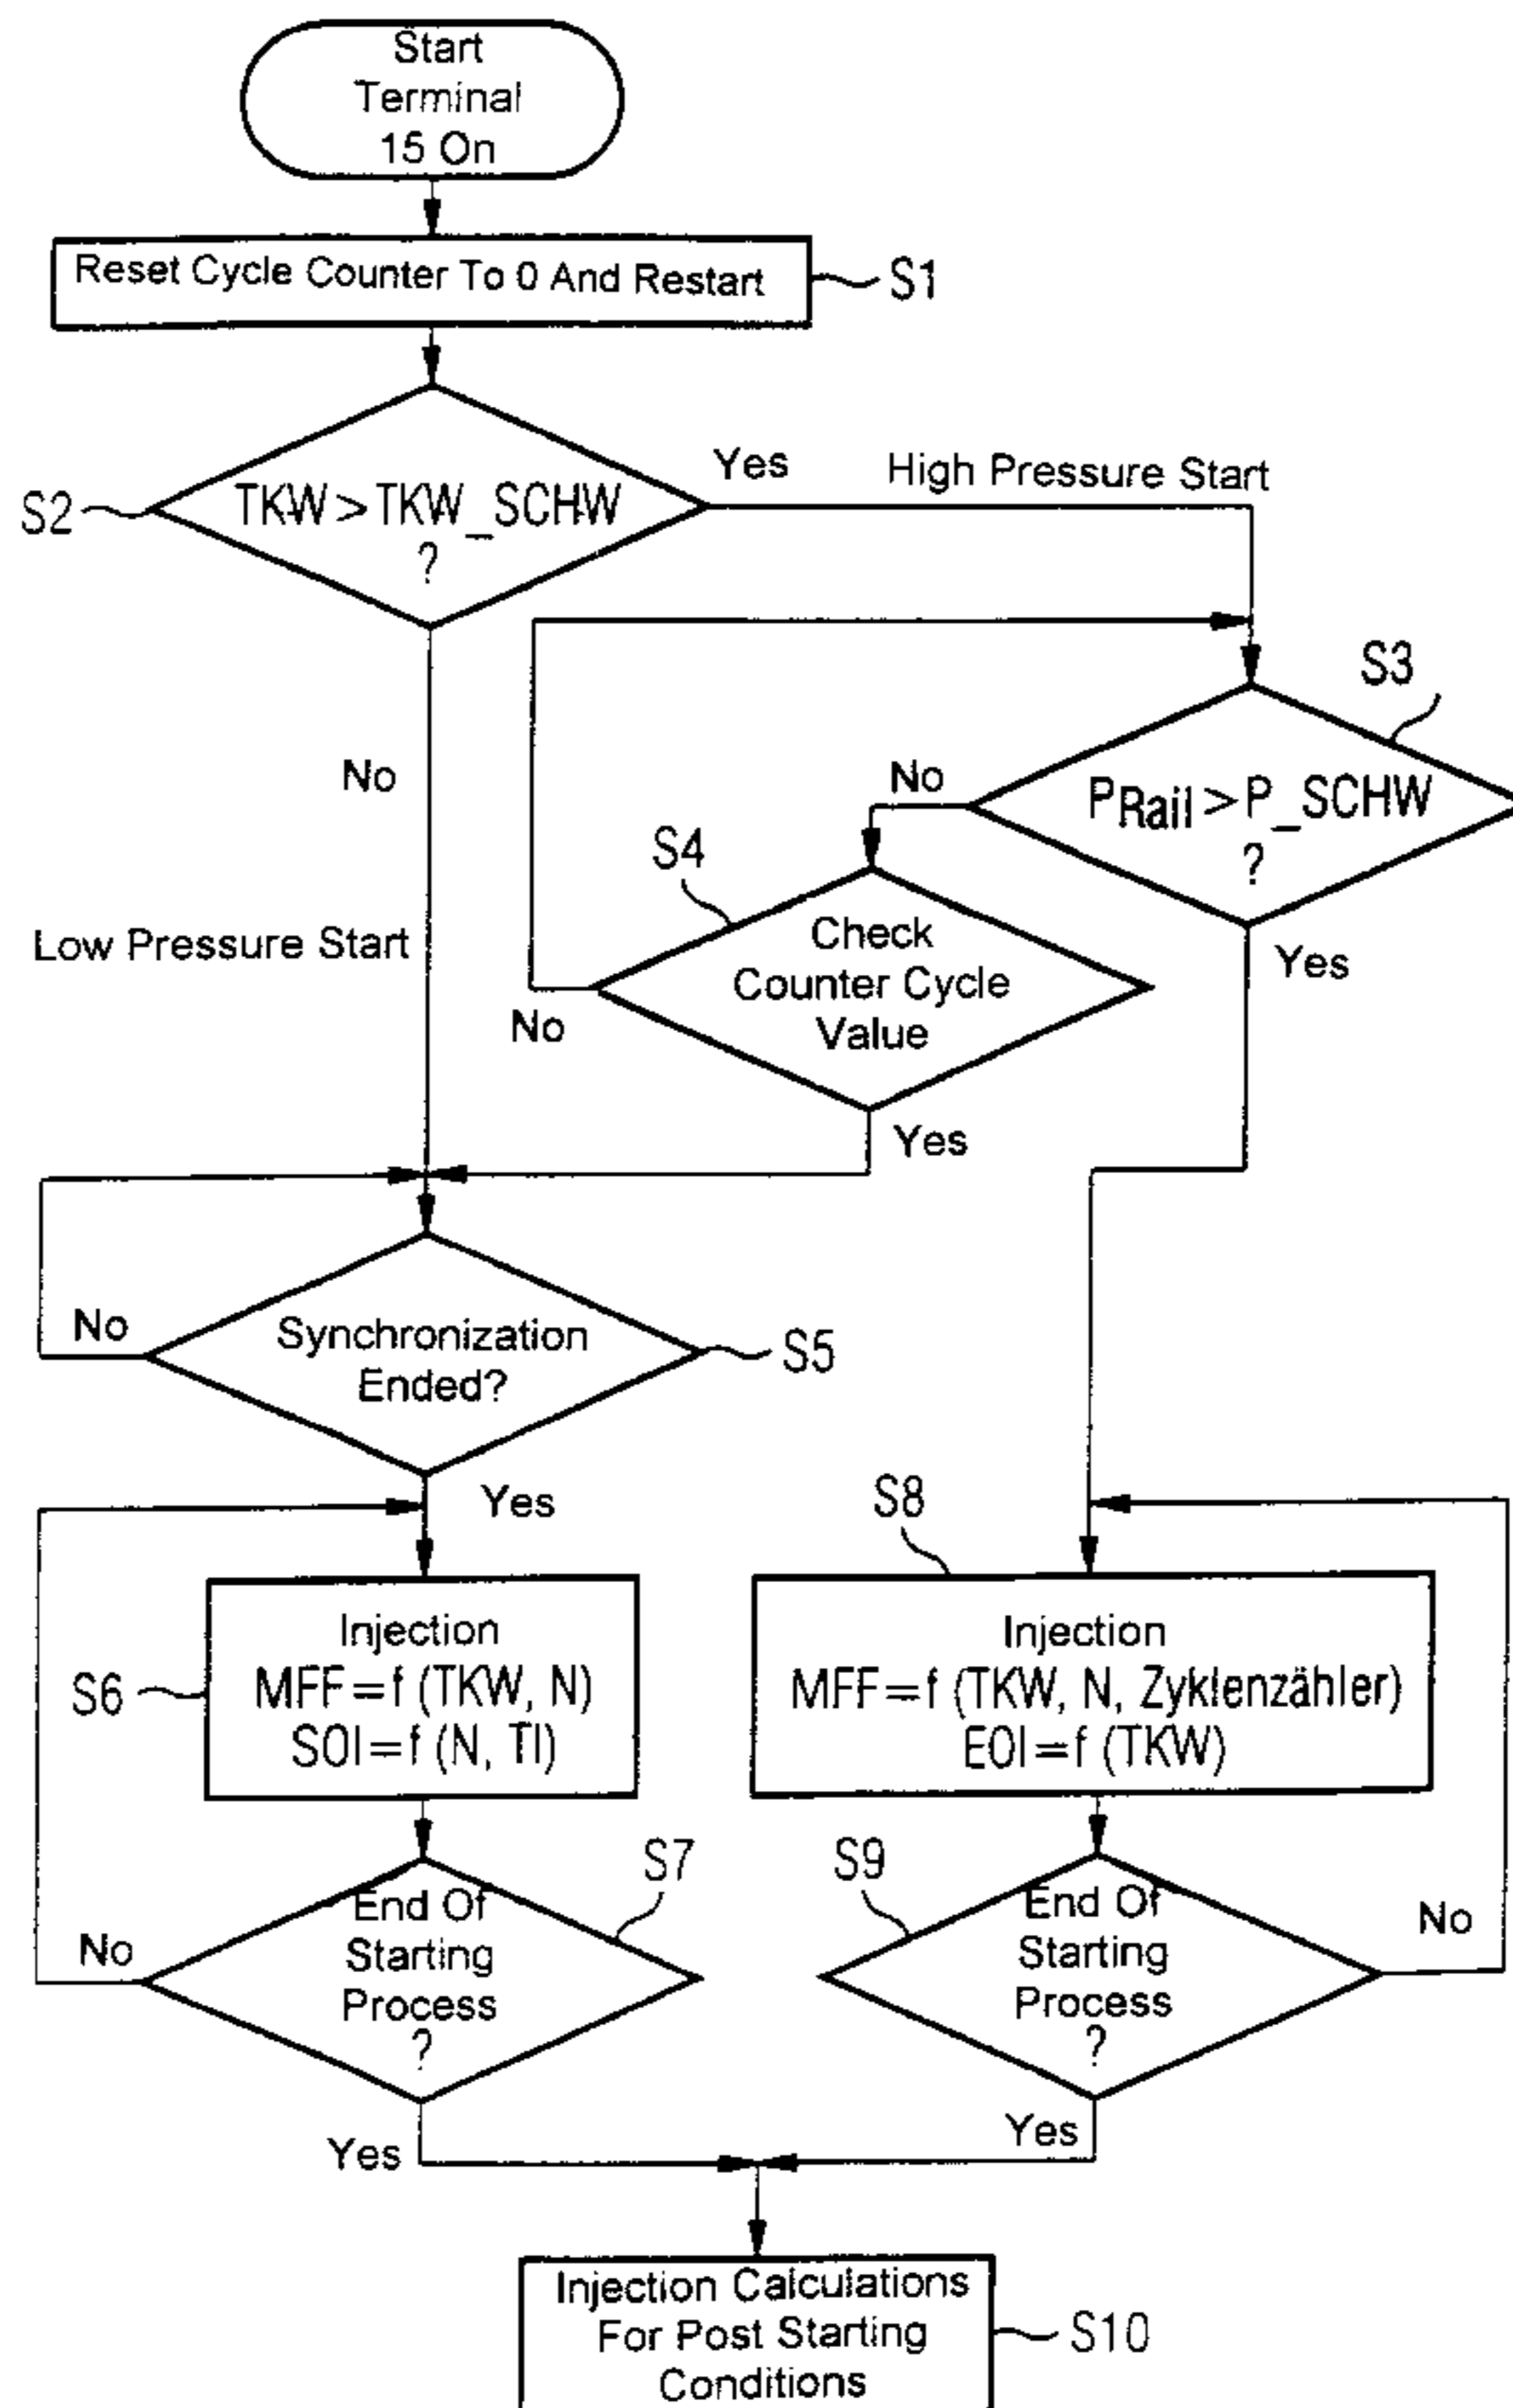 Start
Terminal
15 On
Reset Cycle Counter To 0 And Restart
S1
Yes
High Pressure Start
S2
TKW > TKW_SCHW
?
S3
No
No
PRail > P_SCHW
?
S4
Check
Counter Cycle
Value
Low Pressure Start
Yes
No
Yes
No
Synchronization
Ended?
S5
Yes
S8
Injection
MFF = f (TKW, N)
SOI = f (N, TI)
S6
Injection
MFF = f (TKW, N, Zyklenzähler)
EOI = f (TKW)
S7
S9
End Of
Starting
Process
?
No
End Of
Starting
Process
?
No
Yes
Yes
Injection Calculations
For Post Starting
Conditions
S10